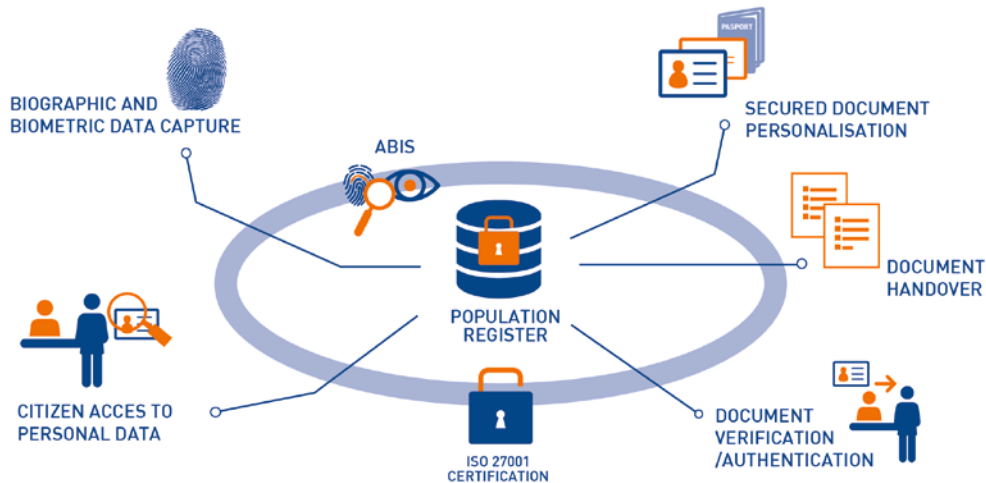 PASPORT
BIOGRAPHIC AND
BIOMETRIC DATA CAPTURE
SECURED DOCUMENT
PERSONALISATION
ABIS
DOCUMENT
HANDOVER
POPULATION
REGISTER
CITIZEN ACCES TO
PERSONAL DATA
DOCUMENT
VERIFICATION
/AUTHENTICATION
ISO 27001
CERTIFICATION